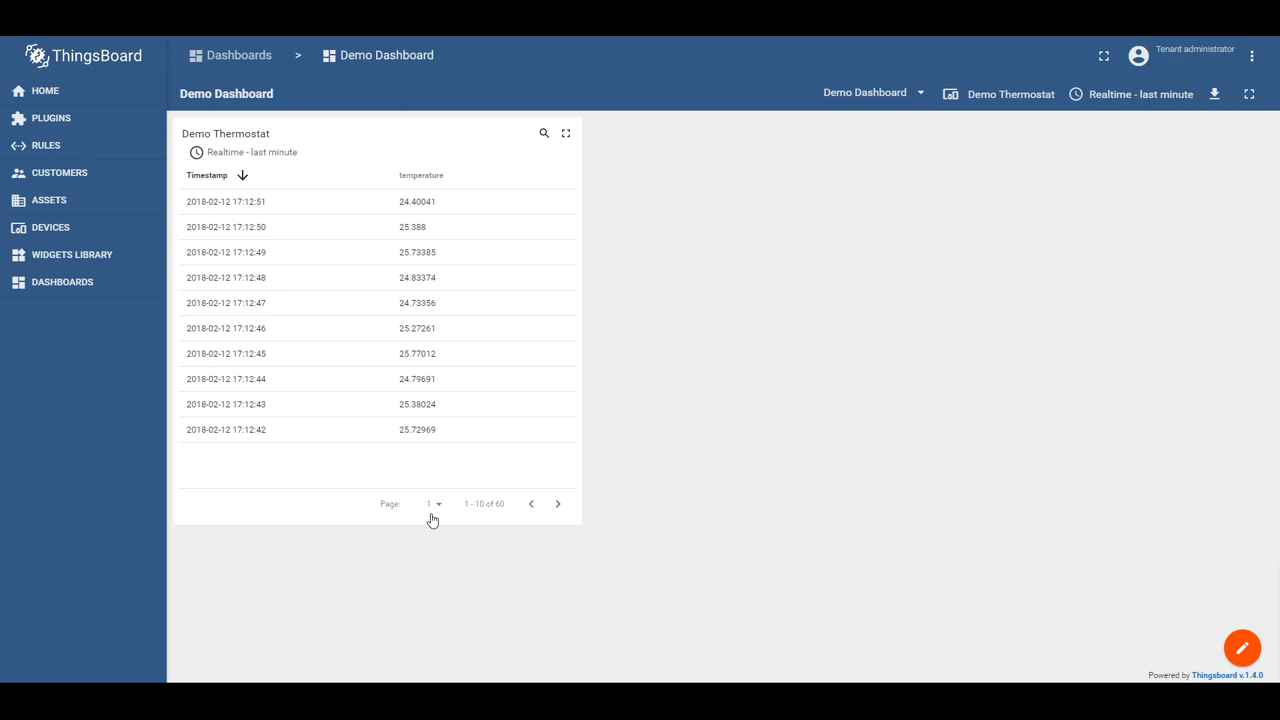 ThingsBoard
Dashboards > Demo Dashboard
Tenant administrator
HOME
PLUGINS
RULES
CUSTOMERS
ASSETS
DEVICES
WIDGETS LIBRARY
DASHBOARDS
Demo Dashboard
Demo Dashboard
Demo Thermostat
Realtime - last minute
Demo Thermostat
Realtime - last minute
Timestamp temperature
2018-02-12 17:12:51 24.40041
2018-02-12 17:12:50 25.388
2018-02-12 17:12:49 25.73385
2018-02-12 17:12:48 24.83374
2018-02-12 17:12:47 24.73356
2018-02-12 17:12:46 25.27261
2018-02-12 17:12:45 25.77012
2018-02-12 17:12:44 24.79691
2018-02-12 17:12:43 25.38024
2018-02-12 17:12:42 25.72969
Page: 1 1 - 10 of 60
Powered by Thingsboard v.1.4.0